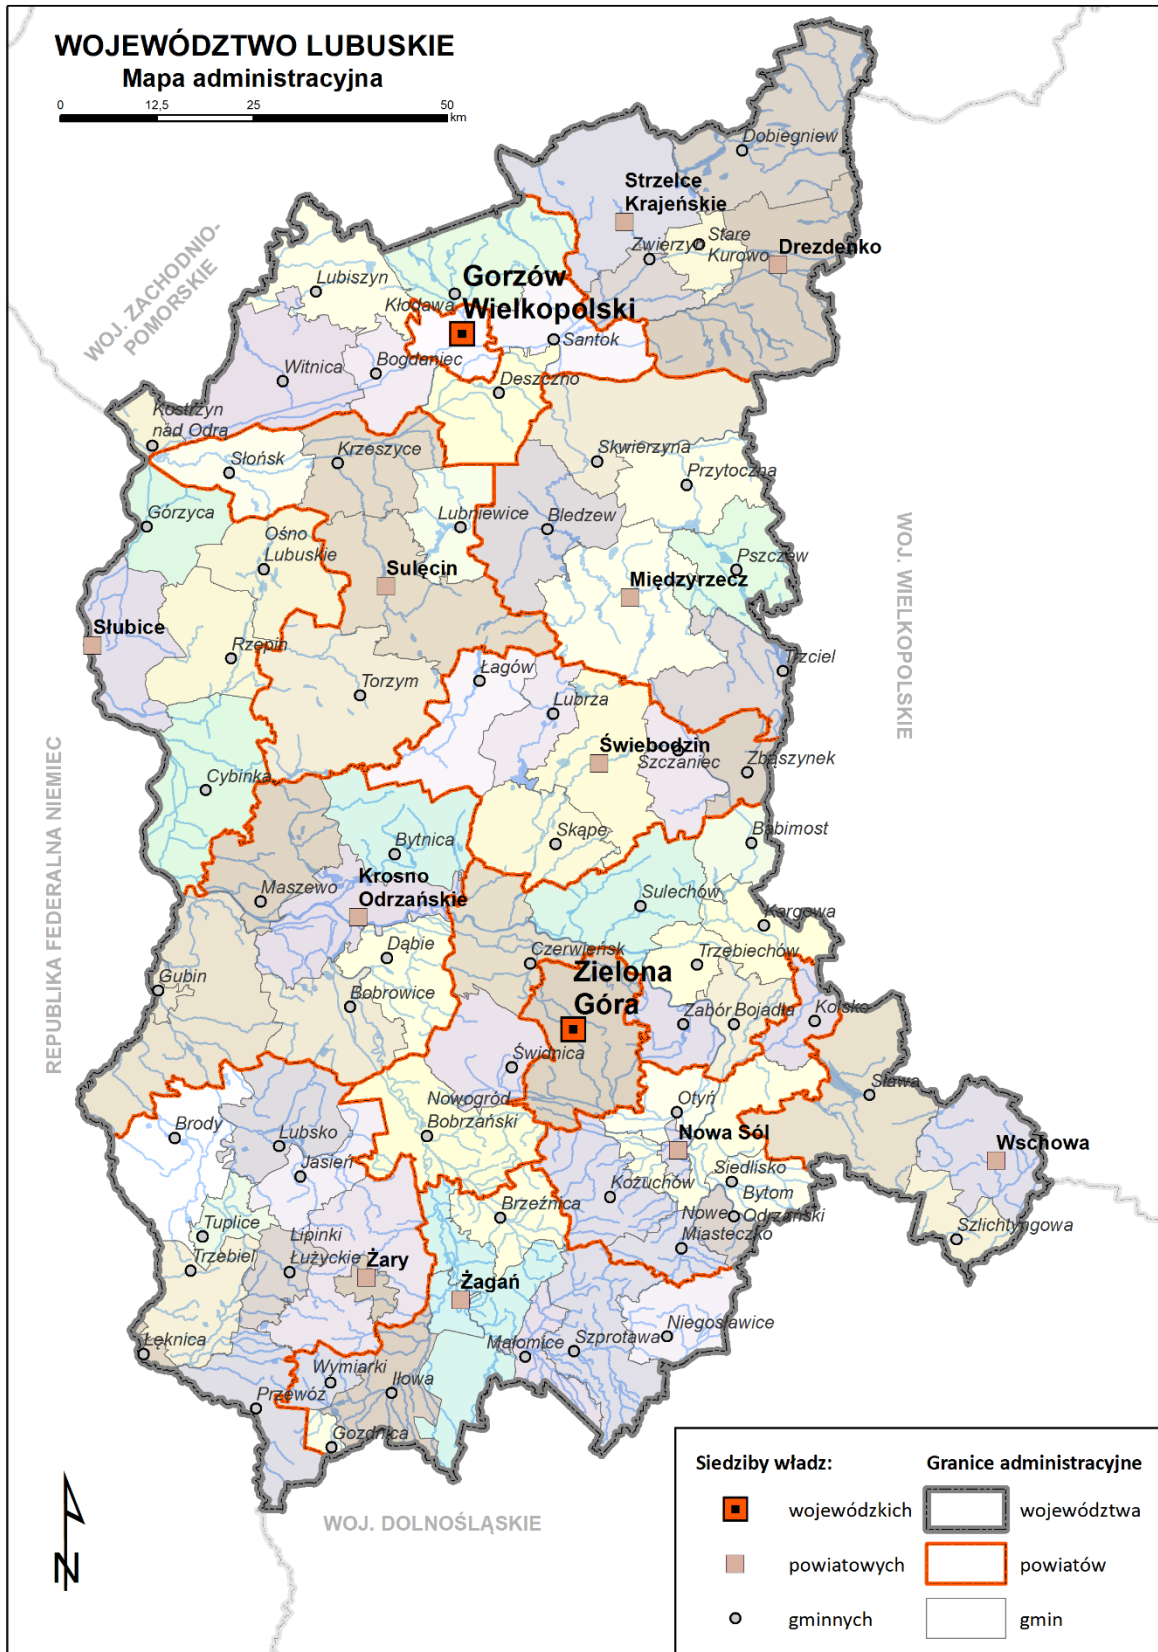 WOJEWÓDZTWO LUBUSKIE
Mapa administracyjna
0 12,5 25 50
km
WOJ. ZACHODNIO-
POMORSKIE
Dobiegniew
Strzelce
Krajeńskie
Zwierzyn
Stare
Kurowo
Drezdenko
Lubiszyn
Kłodawa
Gorzów
Wielkopolski
Santok
Witnica
Bogdaniec
Deszczno
Kostrzyn
nad Odrą
Słońsk
Krzeszyce
Skwierzyna
Przytoczna
Górzyca
Ośno
Lubuskie
Lubniewice
Bledzew
Pszczew
Sulęcin
Międzyrzecz
WOJ. WIELKOPOLSKIE
Słubice
Rzepin
Torzym
Łagów
Lubrza
Trzciel
Świebodzin
Szczaniec
Zbąszynek
Cybinka
REPUBLIKA FEDERALNA NIEMIEC
Bytnica
Skąpe
Babimost
Krosno
Odrzańskie
Maszewo
Sulechów
Kargowa
Dąbie
Czerwieńsk
Trzebiechów
Gubin
Bobrowice
Zielona
Góra
Zabór
Bojadła
Kolsko
Świdnica
Sława
Nowogród
Bobrzański
Otyń
Brody
Lubsko
Nowa Sól
Wschowa
Jasień
Kożuchów
Siedlisko
Bytom
Odrzański
Nowe
Miasteczko
Brzeźnica
Szlichtyngowa
Tuplice
Lipinki
Łużyckie
Trzebiel
Żary
Żagań
Niegosławice
Łęknica
Małomice
Szprotawa
Wymiarki
Iłowa
Przewóz
Gozdnica
WOJ. DOLNOŚLĄSKIE
N
Siedziby władz:
wojewódzkich
powiatowych
gminnych
Granice administracyjne
województwa
powiatów
gmin